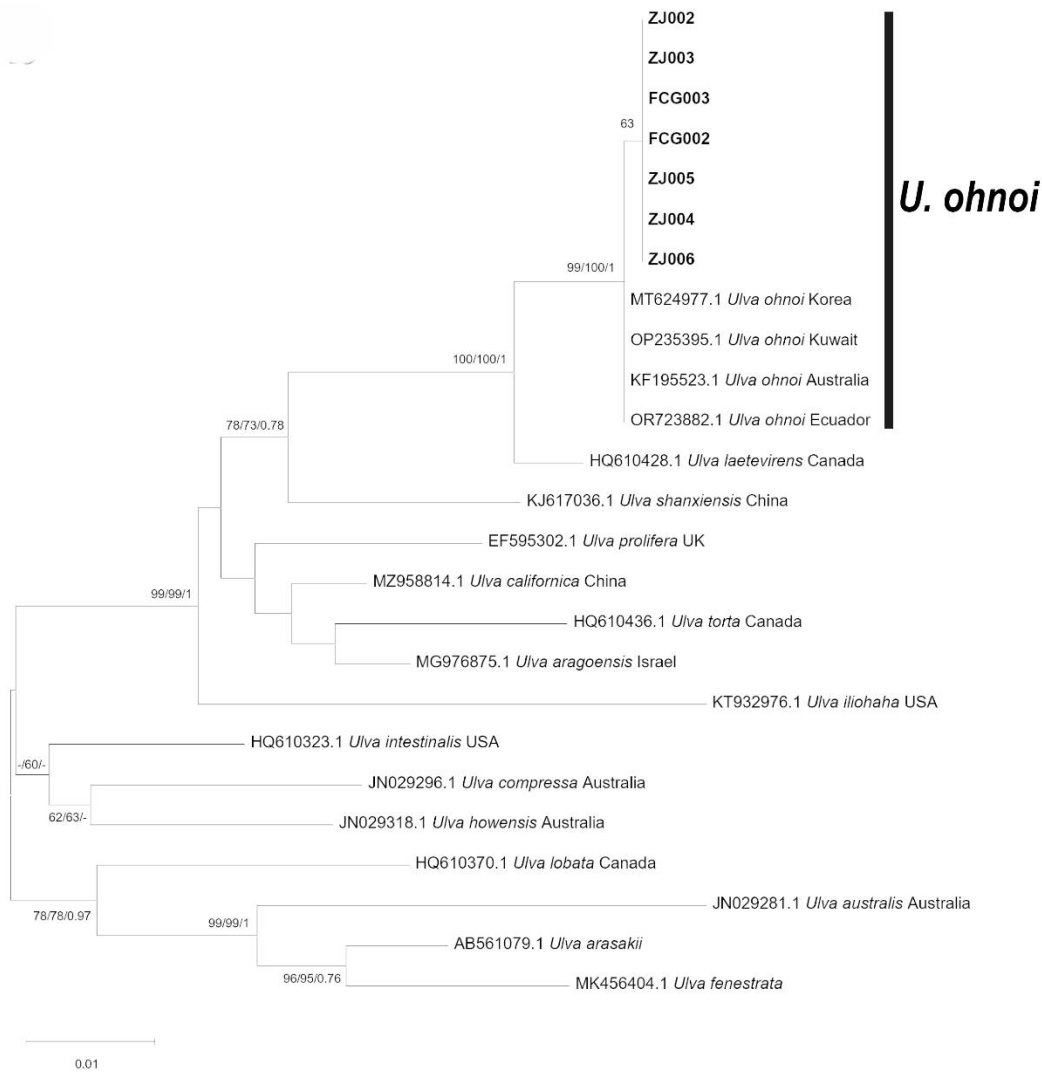 ZJ002
ZJ003
FCG003
63
FCG002
ZJ005
U. ohnoi
ZJ004
ZJ006
99/100/1
MT624977.1 Ulva ohnoi Korea
OP235395.1 Ulva ohnoi Kuwait
100/100/1
KF195523.1 Ulva ohnoi Australia
OR723882.1 Ulva ohnoi Ecuador
78/73/0.78
HQ610428.1 Ulva laetevirens Canada
KJ617036.1 Ulva shanxiensis China
EF595302.1 Ulva prolifera UK
99/99/1
MZ958814.1 Ulva californica China
HQ610436.1 Ulva torta Canada
MG976875.1 Ulva aragoensis Israel
KT932976.1 Ulva iliohaha USA
HQ610323.1 Ulva intestinalis USA
-/60/-
JN029296.1 Ulva compressa Australia
62/63/-
JN029318.1 Ulva howensis Australia
HQ610370.1 Ulva lobata Canada
78/78/0.97
JN029281.1 Ulva australis Australia
99/99/1
AB561079.1 Ulva arasakii
96/95/0.76
MK456404.1 Ulva fenestrata
0.01